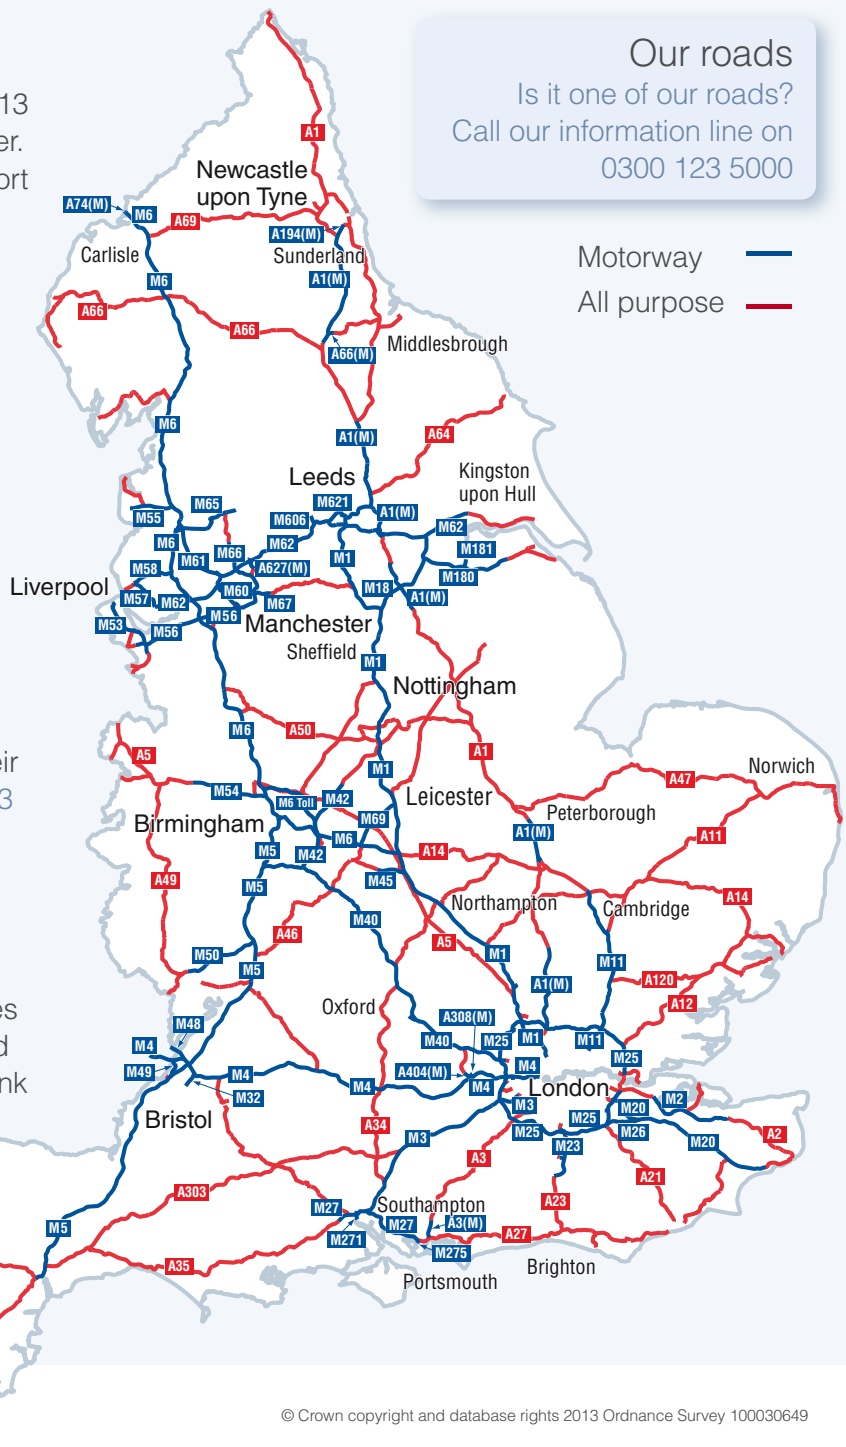 Our roads
Is it one of our roads?
Call our information line on
0300 123 5000
13
er.
ort
Motorway
All purpose
A1
Newcastle
upon Tyne
A74(M)
M6
A69
A194(M)
Carlisle
Sunderland
M6
A1(M)
A66
A66
A66(M)
Middlesbrough
M6
A1(M)
A64
Leeds
Kingston
upon Hull
M65
M621
A1(M)
M55
M606
M62
M6
M66
M62
M181
M61
M1
M58
A627(M)
M180
Liverpool
M57
M62
M60
M67
M18
A1(M)
M53
M56
M56
Manchester
Sheffield
M1
Nottingham
M6
A50
A5
A1
eir
3
M1
A47
Norwich
M54
M6 Toll
M42
Leicester
Peterborough
Birmingham
M69
A1(M)
A11
M5
M42
M6
A14
A49
M5
M45
A14
Northampton
Cambridge
M40
A46
A5
M50
M5
M1
M11
A1(M)
A120
A12
es
d
nk
Oxford
M48
A308(M)
M4
M40
M25
M1
M11
M25
M49
M4
A404(M)
M4
M4
M4
London
M32
M3
M20
M2
Bristol
A34
M3
M25
M25
M26
M20
A2
M23
A3
A21
A303
A23
M27
Southampton
M5
M271
M27
A3(M)
A27
A35
M275
Brighton
Portsmouth
© Crown copyright and database rights 2013 Ordnance Survey 100030649